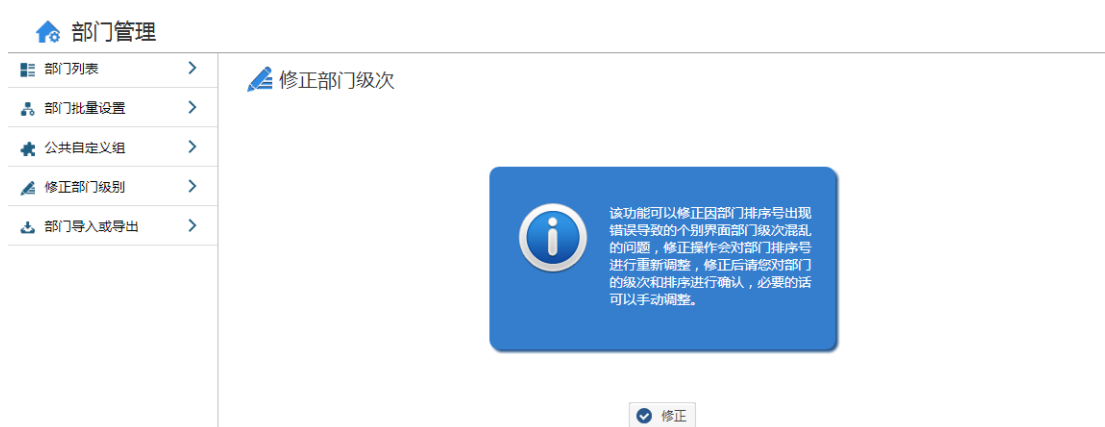 部门管理
部门列表
部门批量设置
公共自定义组
修正部门级别
部门导入或导出
修正部门级次
该功能可以修正因部门排序号出现
错误导致的个别界面部门级次混乱
的问题，修正操作会对部门排序号
进行重新调整，修正后请您对部门
的级次和排序进行确认，必要的话
可以手动调整。
修正